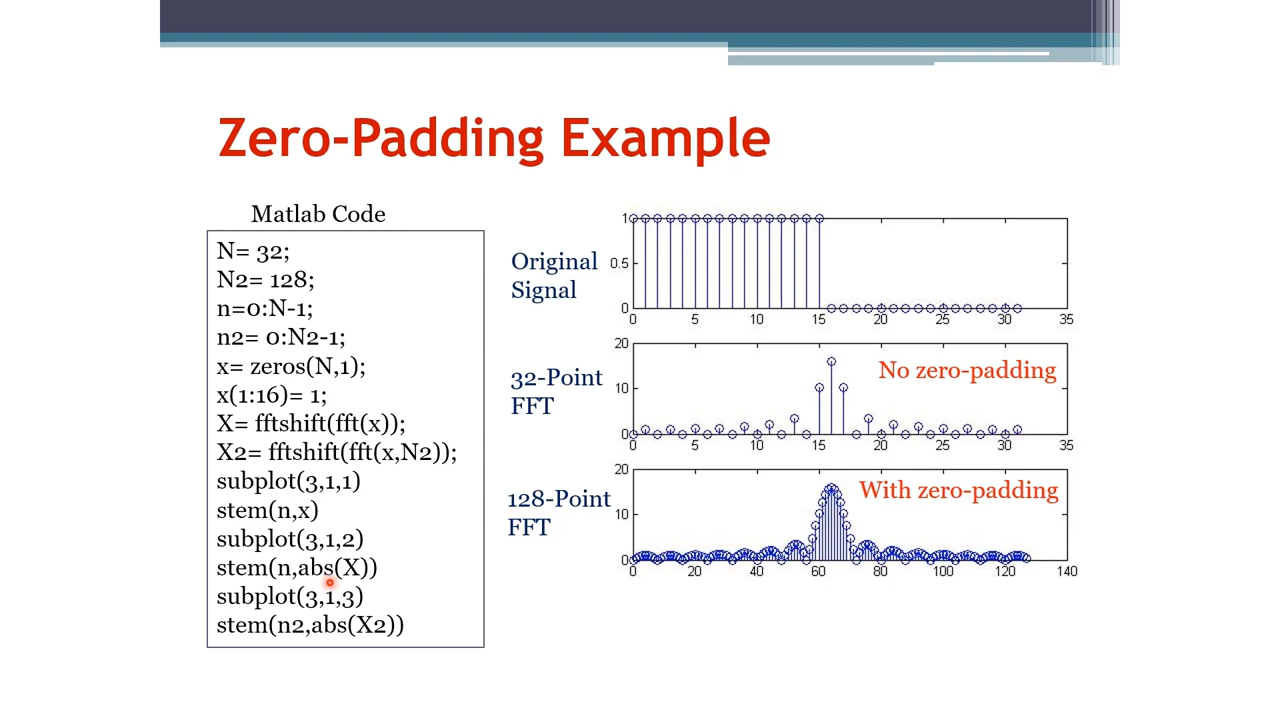 Zero-Padding Example
Matlab Code
N= 32;
N2= 128;
n=0:N-1;
n2= 0:N2-1;
x= zeros(N,1);
x(1:16)= 1;
X= fftshift(fft(x));
X2= fftshift(fft(x,N2));
subplot(3,1,1)
stem(n,x)
subplot(3,1,2)
stem(n,abs(X))
subplot(3,1,3)
stem(n2,abs(X2))
Original
Signal
1
0.5
0
0 5 10 15 20 25 30 35
32-Point
FFT
No zero-padding
20
10
0
0 5 10 15 20 25 30 35
128-Point
FFT
With zero-padding
20
10
0
0 20 40 60 80 100 120 140